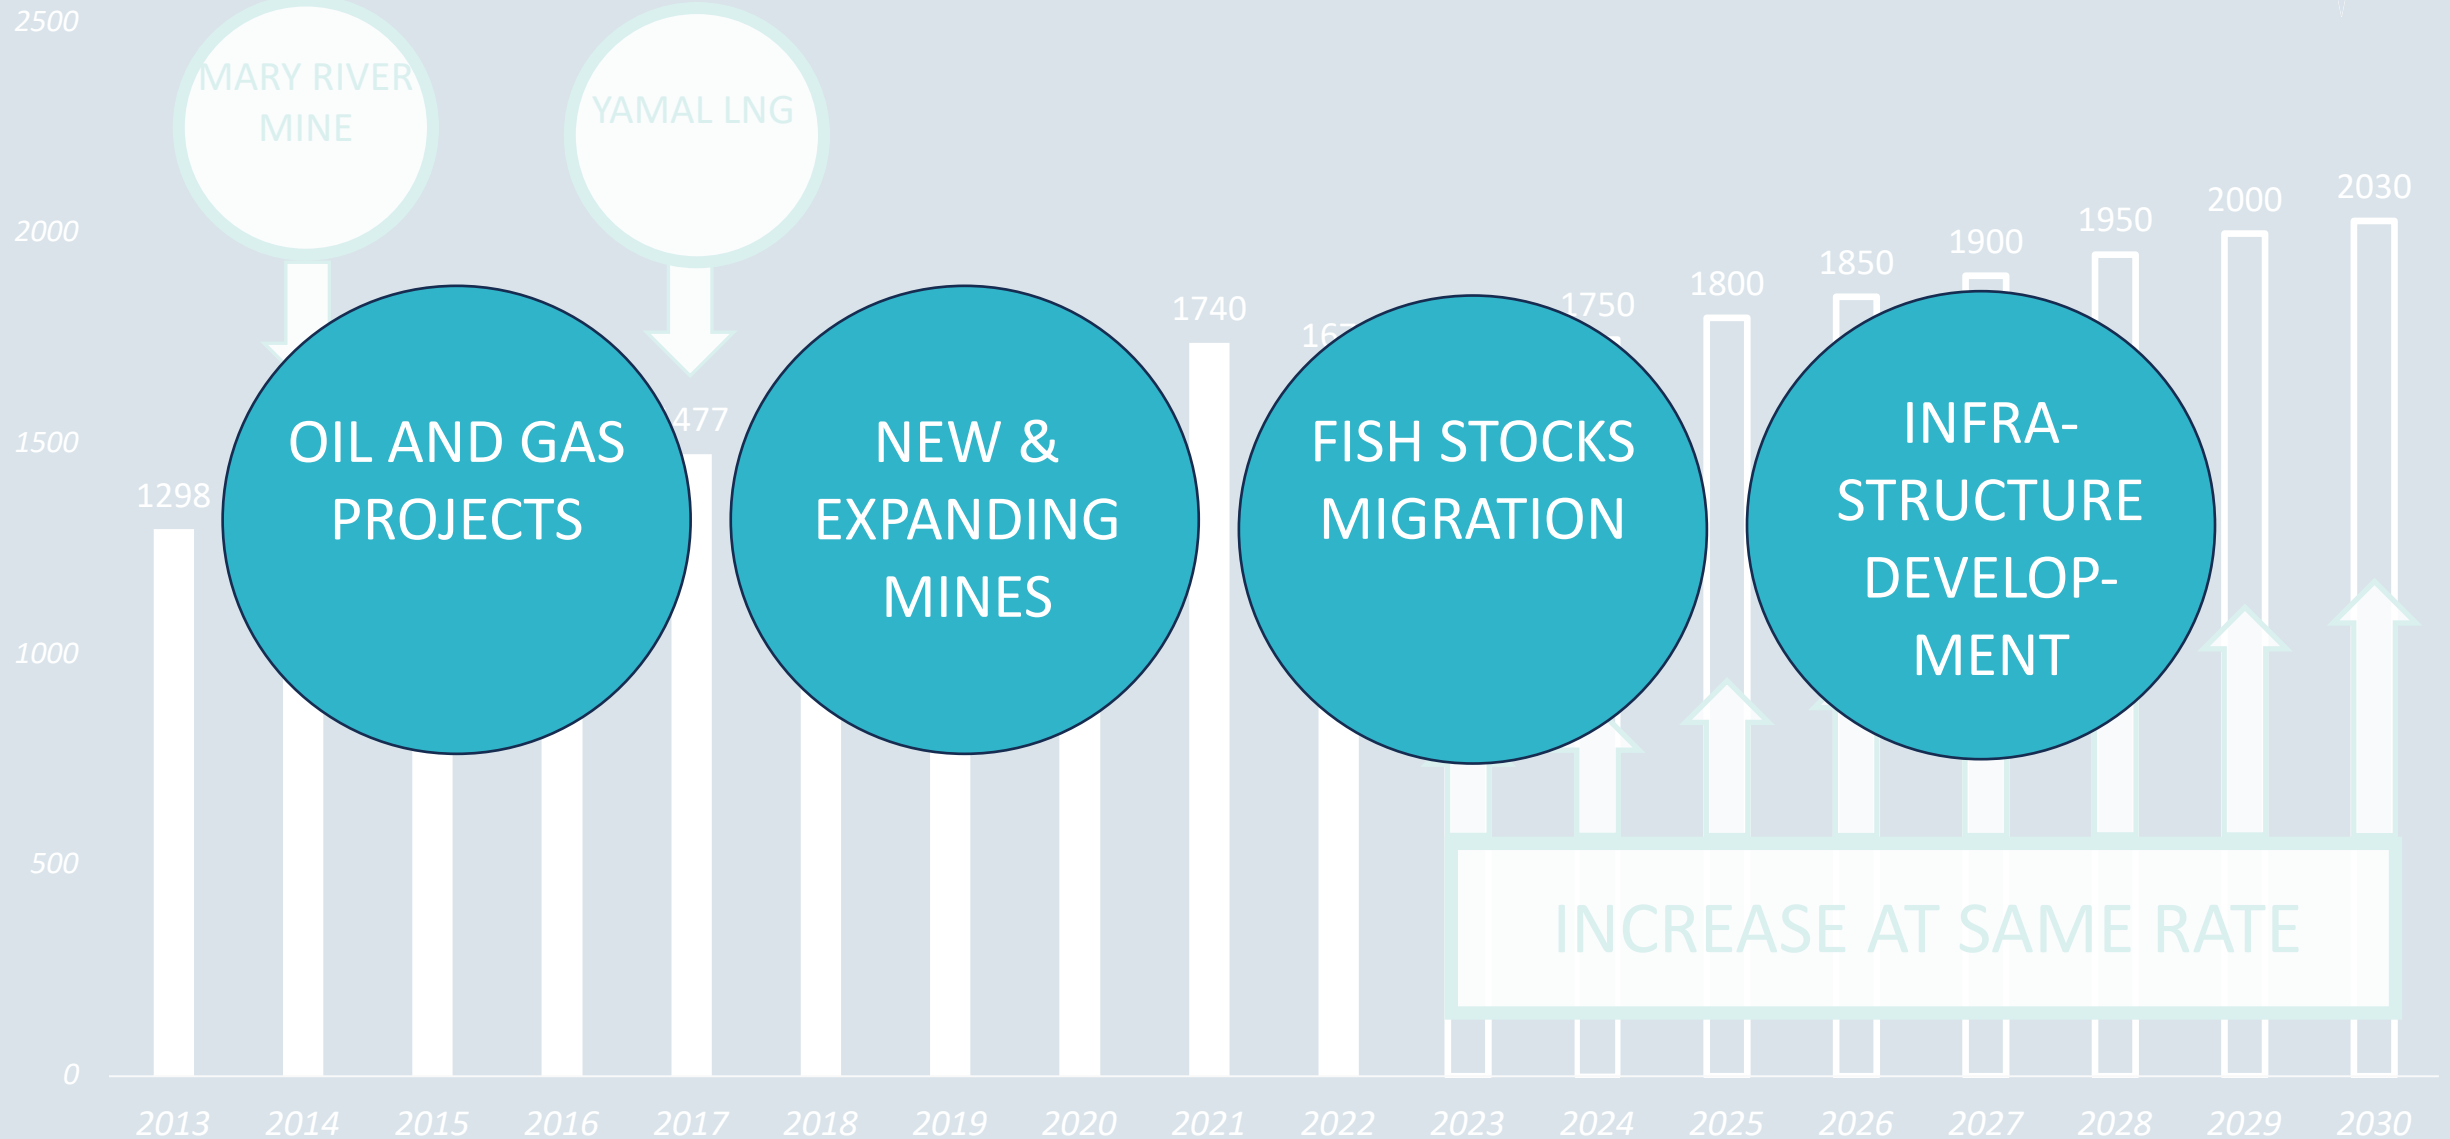 2500
2000
1500
1000
500
0
MARY RIVER
MINE
YAMAL LNG
1298
477
1740
167
1750
1800
1850
1900
1950
2000
2030
OIL AND GAS
PROJECTS
NEW &
EXPANDING
MINES
FISH STOCKS
MIGRATION
INFRA-
STRUCTURE
DEVELOP-
MENT
INCREASE AT SAME RATE
2013 2014 2015 2016 2017 2018 2019 2020 2021 2022 2023 2024 2025 2026 2027 2028 2029 2030